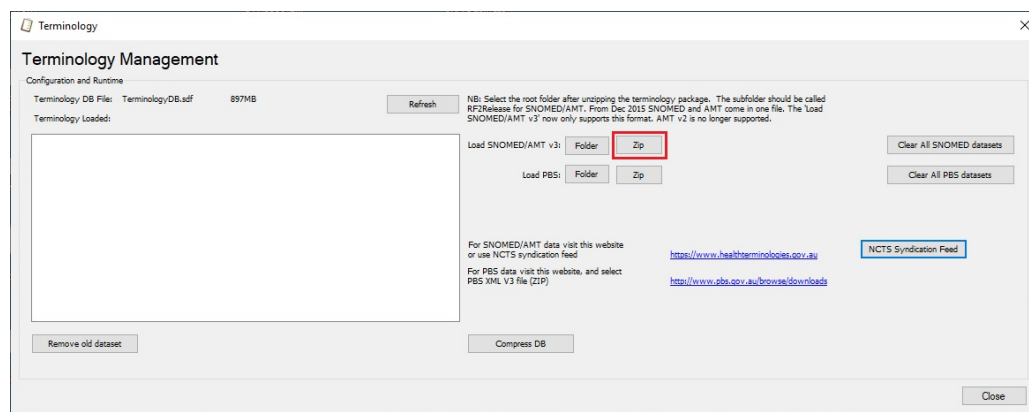 Terminology
Terminology Management
Configuration and Runtime
Terminology DB File: TerminologyDB.sdf 897MB
Refresh
Terminology Loaded:
NB: Select the root folder after unzipping the terminology package. The subfolder should be called
RF2Release for SNOMED/AMT. From Dec 2015 SNOMED and AMT come in one file. The 'Load
SNOMED/AMT v3' now only supports this format. AMT v2 is no longer supported.
Load SNOMED/AMT v3: Folder Zip Clear All SNOMED datasets
Load PBS: Folder Zip Clear All PBS datasets
For SNOMED/AMT data visit this website
or use NCTS syndication feed https://www.healthterminologies.gov.au NCTS Syndication Feed
For PBS data visit this website, and select
PBS XML V3 file (ZIP) http://www.pbs.gov.au/browse/downloads
Remove old dataset Compress DB
Close